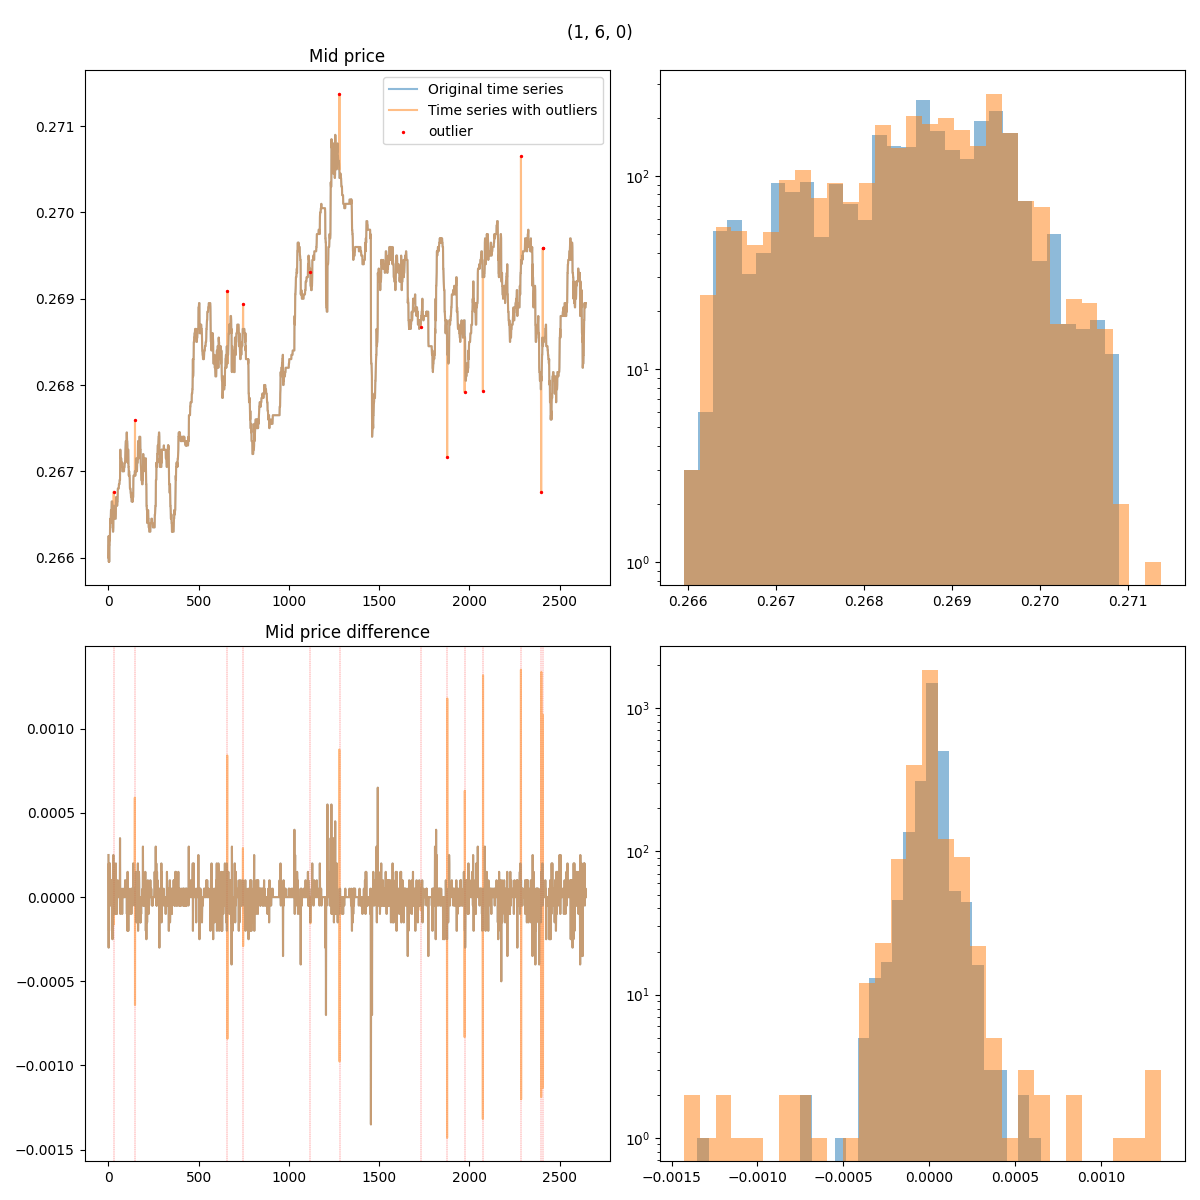 (1, 6, 0)
Mid price
Original time series
Time series with outliers
outlier
0.271
0.270
0.269
0.268
0.267
0.266
0 500 1000 1500 2000 2500
10²
10¹
10⁰
0.266 0.267 0.268 0.269 0.270 0.271
Mid price difference
0.0010
0.0005
0.0000
−0.0005
−0.0010
−0.0015
0 500 1000 1500 2000 2500
10³
10²
10¹
10⁰
−0.0015 −0.0010 −0.0005 0.0000 0.0005 0.0010